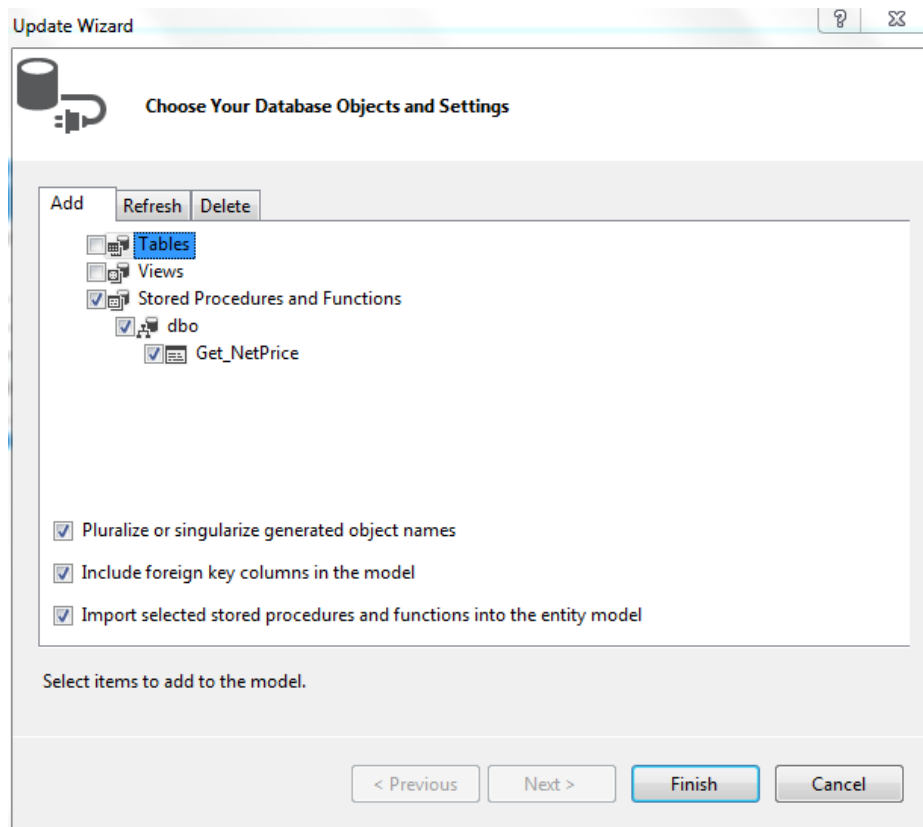 Update Wizard
?
Choose Your Database Objects and Settings
Add Refresh Delete
Tables
Views
Stored Procedures and Functions
dbo
Get_NetPrice
Pluralize or singularize generated object names
Include foreign key columns in the model
Import selected stored procedures and functions into the entity model
Select items to add to the model.
< Previous Next > Finish Cancel